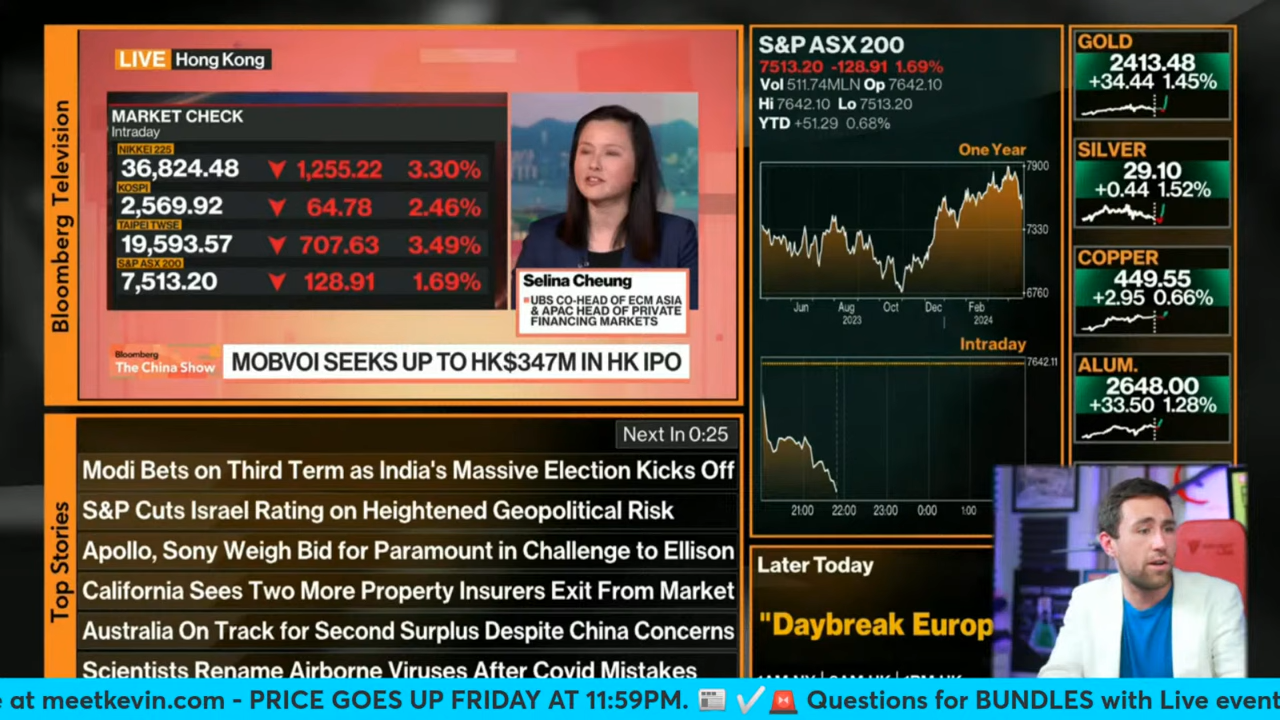 Bloomberg Television
LIVE Hong Kong
MARKET CHECK
Intraday
NIKKEI 225
36,824.48 ▼ 1,255.22 3.30%
KOSPI
2,569.92 ▼ 64.78 2.46%
TAIPEI TWSE
19,593.57 ▼ 707.63 3.49%
S&P ASX 200
7,513.20 ▼ 128.91 1.69%
Selina Cheung
UBS CO-HEAD OF ECM ASIA
& APAC HEAD OF PRIVATE
FINANCING MARKETS
Bloomberg
The China Show
MOBVOI SEEKS UP TO HK$347M IN HK IPO
S&P ASX 200
7513.20 -128.91 1.69%
Vol 511.74MLN Op 7642.10
Hi 7642.10 Lo 7513.20
YTD +51.29 0.68%
One Year
7900
7330
6760
Jun Aug Oct Dec Feb
2023 2024
Intraday
7642.11
21:00 22:00 23:00 0:00 1:00
GOLD
2413.48
+34.44 1.45%
SILVER
29.10
+0.44 1.52%
COPPER
449.55
+2.95 0.66%
ALUM.
2648.00
+33.50 1.28%
Top Stories
Next In 0:25
Modi Bets on Third Term as India's Massive Election Kicks Off
S&P Cuts Israel Rating on Heightened Geopolitical Risk
Apollo, Sony Weigh Bid for Paramount in Challenge to Ellison
California Sees Two More Property Insurers Exit From Market
Australia On Track for Second Surplus Despite China Concerns
Scientists Rename Airborne Viruses After Covid Mistakes
Later Today
"Daybreak Europ
e at meetkevin.com - PRICE GOES UP FRIDAY AT 11:59PM. 📰 ✔️🚨 Questions for BUNDLES with Live event